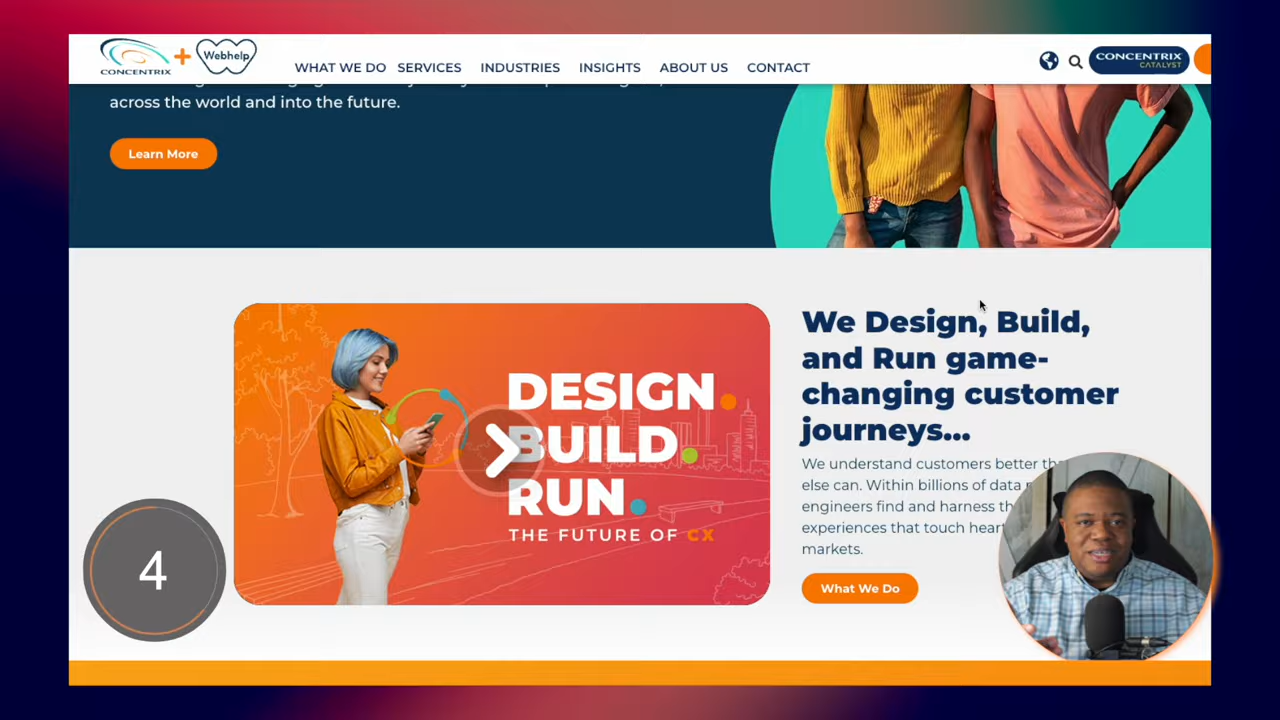 CONCENTRIX
+
Webhelp
WHAT WE DO SERVICES INDUSTRIES INSIGHTS ABOUT US CONTACT
CONCENTRIX
CATALYST
across the world and into the future.
Learn More
DESIGN.
BUILD.
RUN.
THE FUTURE OF CX
We Design, Build,
and Run game-
changing customer
journeys...
We understand customers better
else can. Within billions of data
engineers find and harness
experiences that touch
markets.
What We Do
4